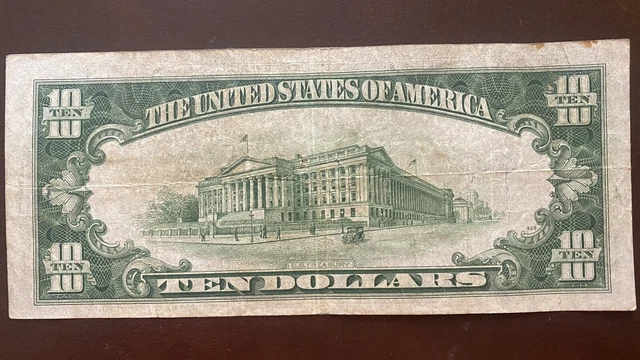 10 TEN
THE UNITED STATES OF AMERICA
10 TEN
10 TEN
TEN DOLLARS
10 TEN